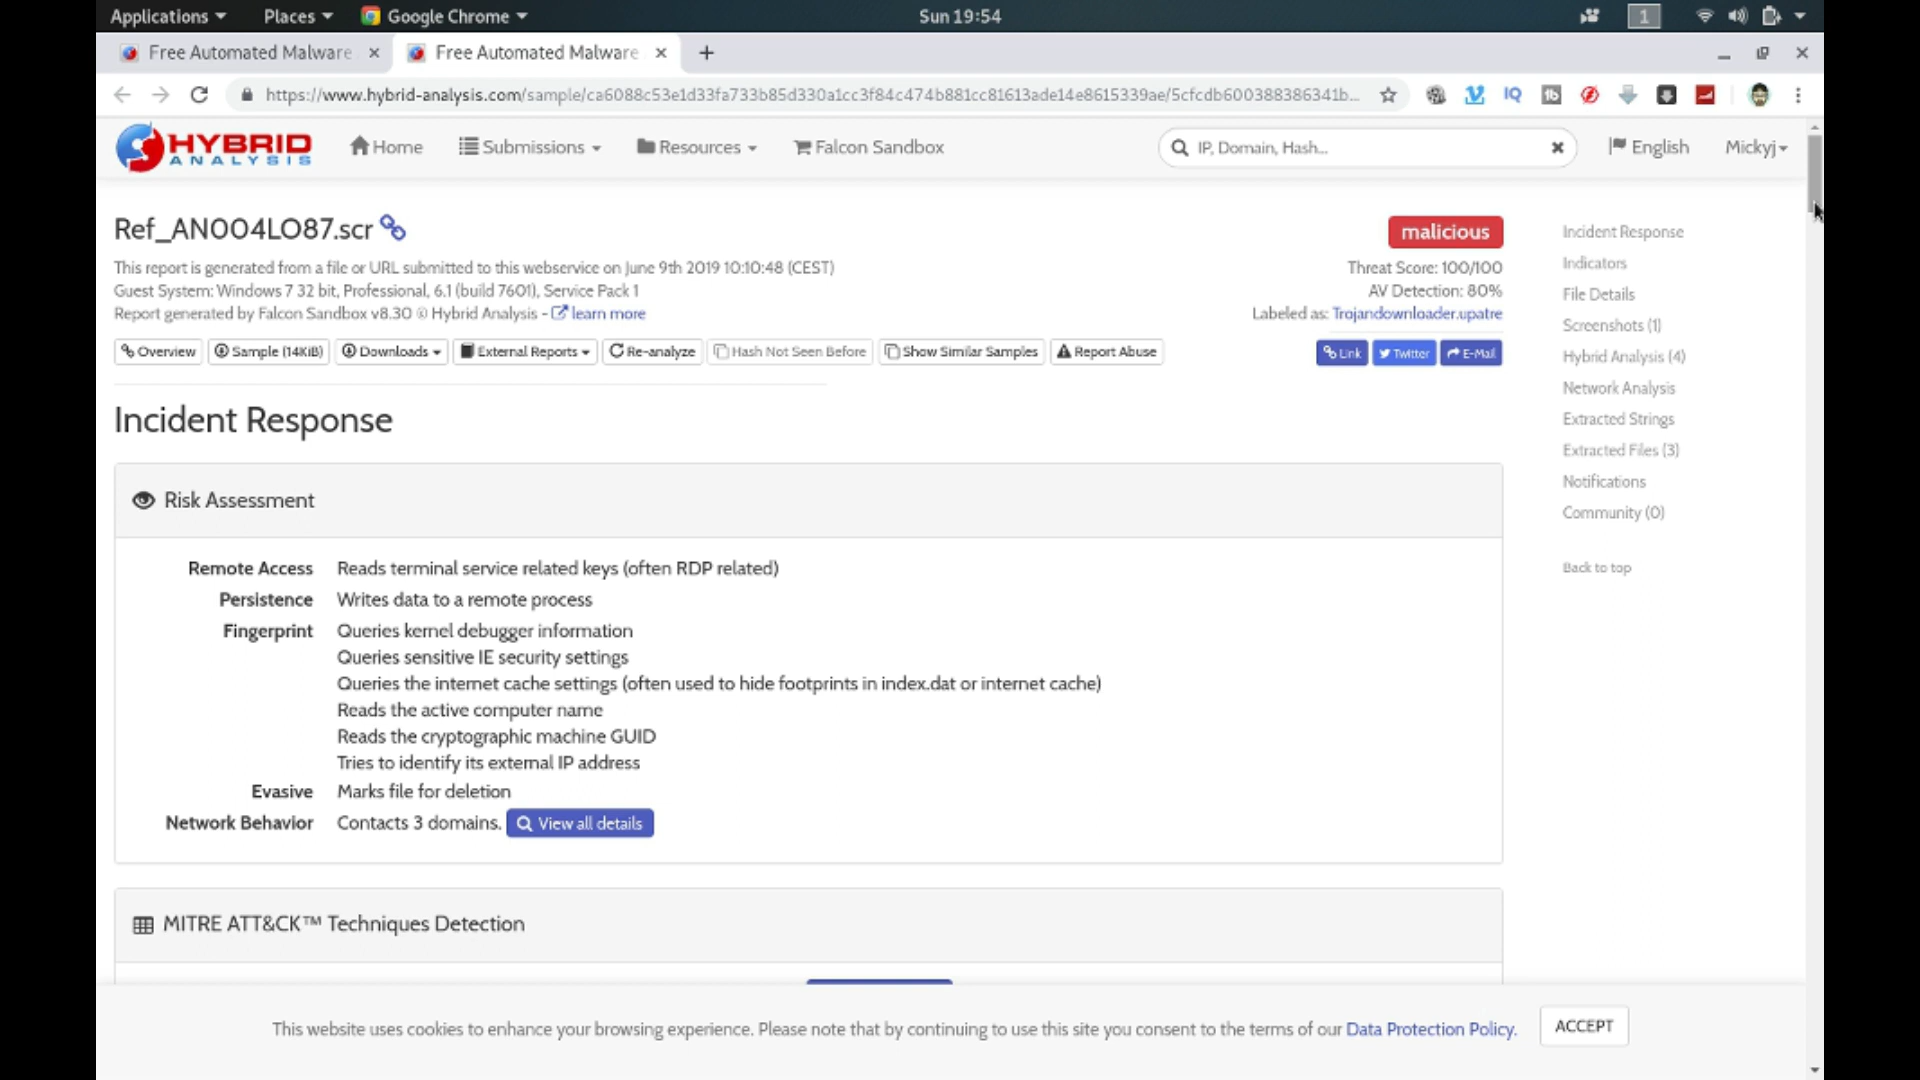 Applications Places Google Chrome Sun 19:54 1
Free Automated Malware Free Automated Malware
https://www.hybrid-analysis.com/sample/ca6088c53e1d33fa733b85d330a1cc3f84c474b881cc81613ade14e8615339ae/5cfcdb600388386341b...
HYBRID ANALYSIS Home Submissions Resources Falcon Sandbox IP, Domain, Hash... English Mickyj
Ref_AN004LO87.scr
malicious
This report is generated from a file or URL submitted to this webservice on June 9th 2019 10:10:48 (CEST)
Threat Score: 100/100
Guest System: Windows 7 32 bit, Professional, 6.1 (build 7601), Service Pack 1
AV Detection: 80%
Report generated by Falcon Sandbox v8.30 © Hybrid Analysis - learn more
Labeled as: Trojandownloader.upatre
Overview Sample (14KiB) Downloads External Reports Re-analyze Hash Not Seen Before Show Similar Samples Report Abuse
Link Twitter E-Mail
Incident Response
Risk Assessment
Remote Access Reads terminal service related keys (often RDP related)
Persistence Writes data to a remote process
Fingerprint Queries kernel debugger information
Queries sensitive IE security settings
Queries the internet cache settings (often used to hide footprints in index.dat or internet cache)
Reads the active computer name
Reads the cryptographic machine GUID
Tries to identify its external IP address
Evasive Marks file for deletion
Network Behavior Contacts 3 domains. View all details
MITRE ATT&CK™ Techniques Detection
Incident Response
Indicators
File Details
Screenshots (1)
Hybrid Analysis (4)
Network Analysis
Extracted Strings
Extracted Files (3)
Notifications
Community (0)
Back to top
This website uses cookies to enhance your browsing experience. Please note that by continuing to use this site you consent to the terms of our Data Protection Policy. ACCEPT